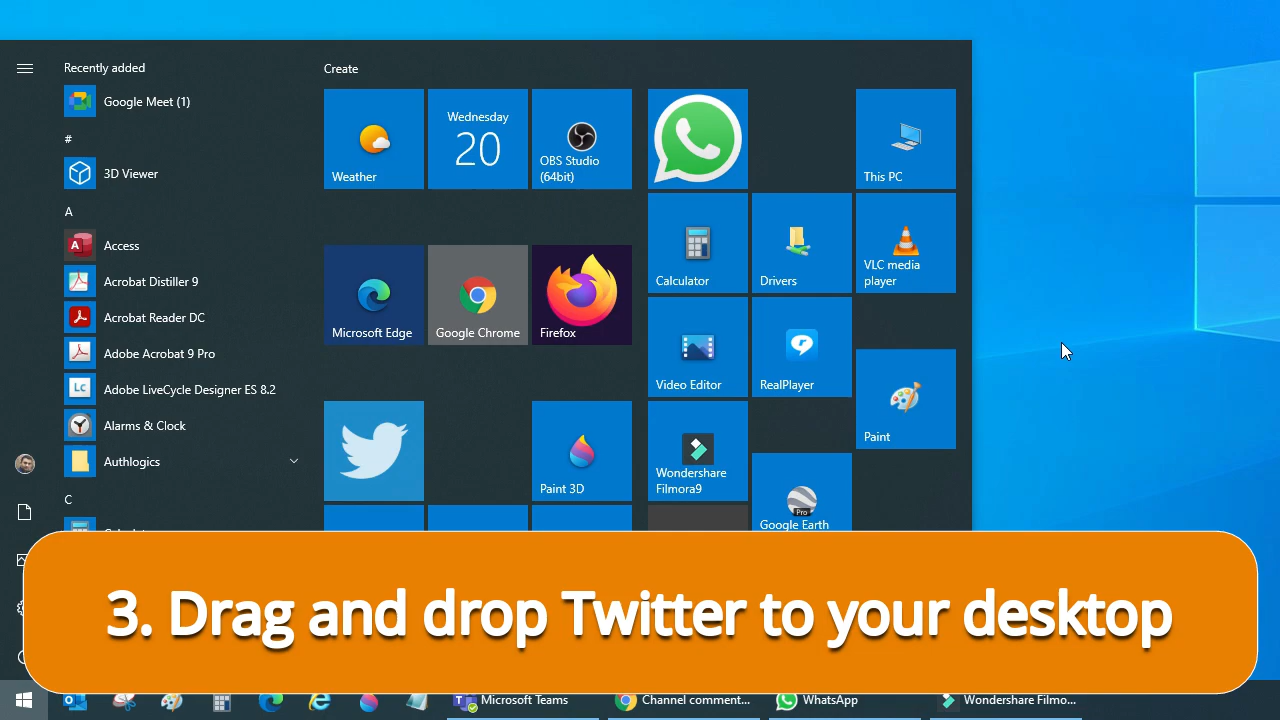 Recently added
Google Meet (1)
#
3D Viewer
A
Access
Acrobat Distiller 9
Acrobat Reader DC
Adobe Acrobat 9 Pro
Adobe LiveCycle Designer ES 8.2
Alarms & Clock
Authlogics
C
Create
Weather
Wednesday
20
OBS Studio
(64bit)
This PC
Calculator
Drivers
VLC media
player
Microsoft Edge
Google Chrome
Firefox
Video Editor
RealPlayer
Paint
Paint 3D
Wondershare
Filmora9
Pro
Google Earth
A
Lc
3. Drag and drop Twitter to your desktop
Microsoft Teams
Channel comment...
WhatsApp
Wondershare Filmo...